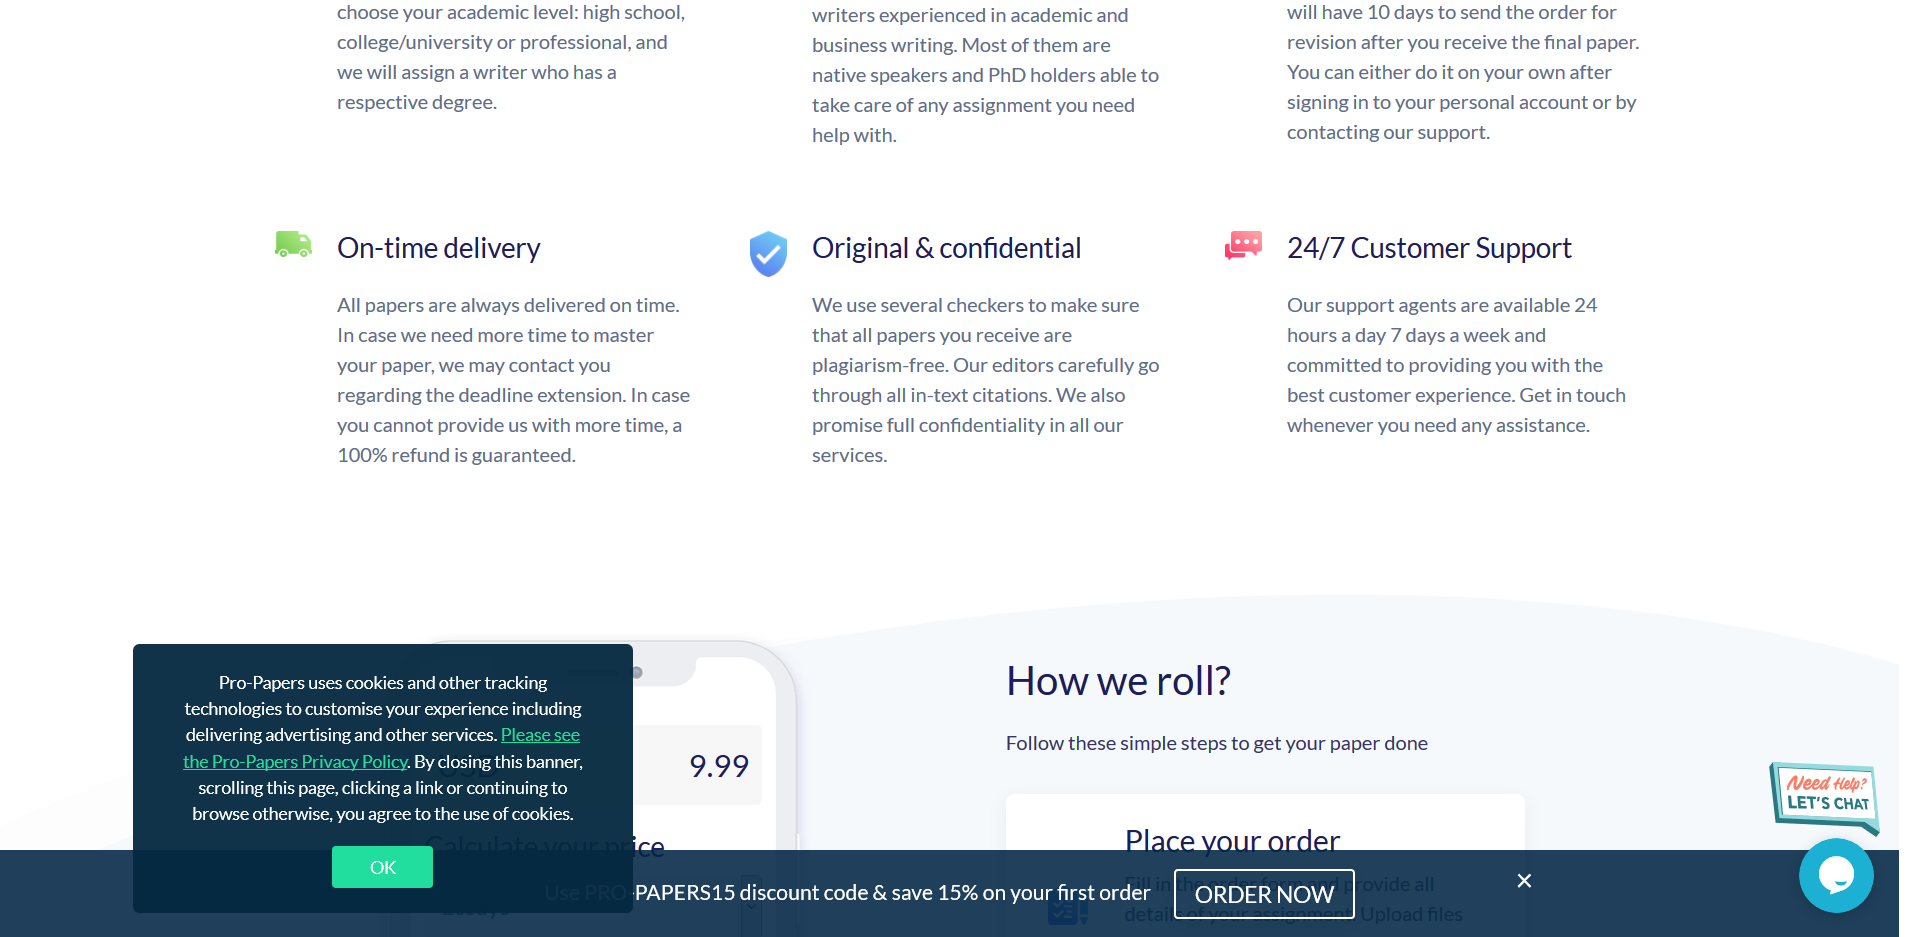 choose your academic level: high school,
college/university or professional, and
we will assign a writer who has a
respective degree.
writers experienced in academic and
business writing. Most of them are
native speakers and PhD holders able to
take care of any assignment you need
help with.
will have 10 days to send the order for
revision after you receive the final paper.
You can either do it on your own after
signing in to your personal account or by
contacting our support.
On-time delivery
All papers are always delivered on time.
In case we need more time to master
your paper, we may contact you
regarding the deadline extension. In case
you cannot provide us with more time, a
100% refund is guaranteed.
Original & confidential
We use several checkers to make sure
that all papers you receive are
plagiarism-free. Our editors carefully go
through all in-text citations. We also
promise full confidentiality in all our
services.
24/7 Customer Support
Our support agents are available 24
hours a day 7 days a week and
committed to providing you with the
best customer experience. Get in touch
whenever you need any assistance.
Pro-Papers uses cookies and other tracking
technologies to customise your experience including
delivering advertising and other services. Please see
the Pro-Papers Privacy Policy. By closing this banner,
scrolling this page, clicking a link or continuing to
browse otherwise, you agree to the use of cookies.
OK
USD
9.99
Calculate your price
How we roll?
Follow these simple steps to get your paper done
Place your order
Fill in the order form and provide all
details of your assignment. Upload files
Use PRO-PAPERS15 discount code & save 15% on your first order
ORDER NOW
Need Help?
LET'S CHAT